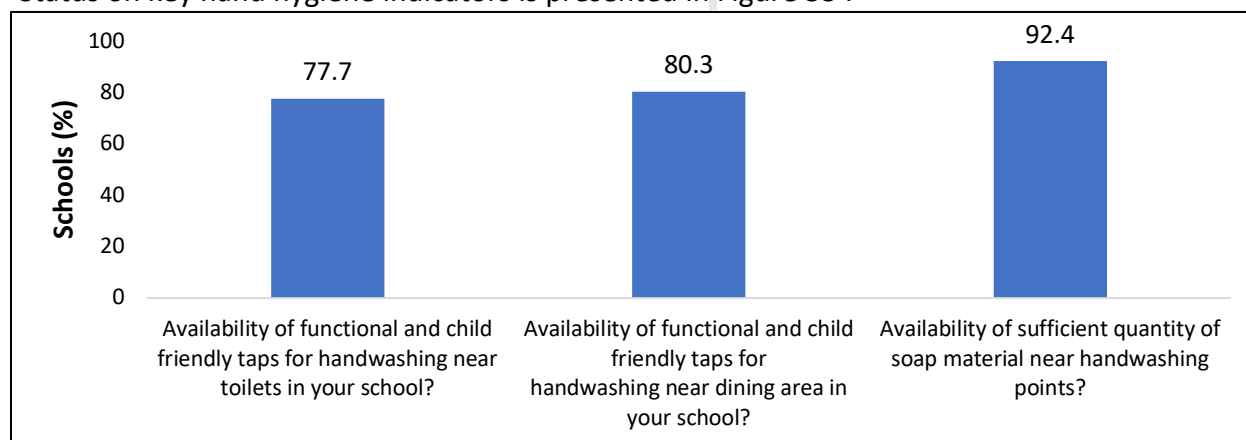 100
80
60
40
20
0
Schools (%)
77.7
80.3
92.4
Availability of functional and child
friendly taps for handwashing near
toilets in your school?
Availability of functional and child
friendly taps for
handwashing near dining area in
your school?
Availability of sufficient quantity of
soap material near handwashing
points?